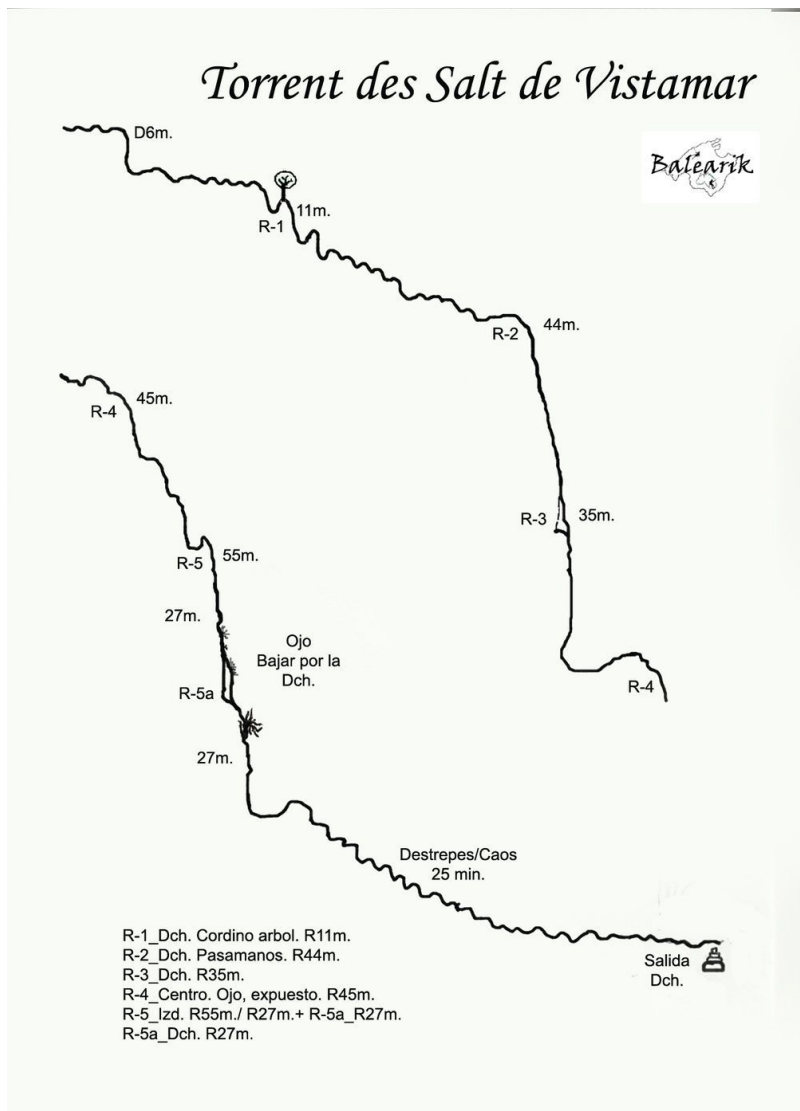 Torrent des Salt de Vistamar
D6m.
Balearik
R-1
11m.
R-2
44m.
R-4
45m.
R-3
35m.
R-5
55m.
27m.
Ojo
Bajar por la
Dch.
R-5a
R-4
27m.
Destrepes/Caos
25 min.
R-1_Dch. Cordino arbol. R11m.
R-2_Dch. Pasamanos. R44m.
R-3_Dch. R35m.
R-4_Centro. Ojo, expuesto. R45m.
R-5_Izd. R55m./ R27m.+ R-5a_R27m.
R-5a_Dch. R27m.
Salida
Dch.